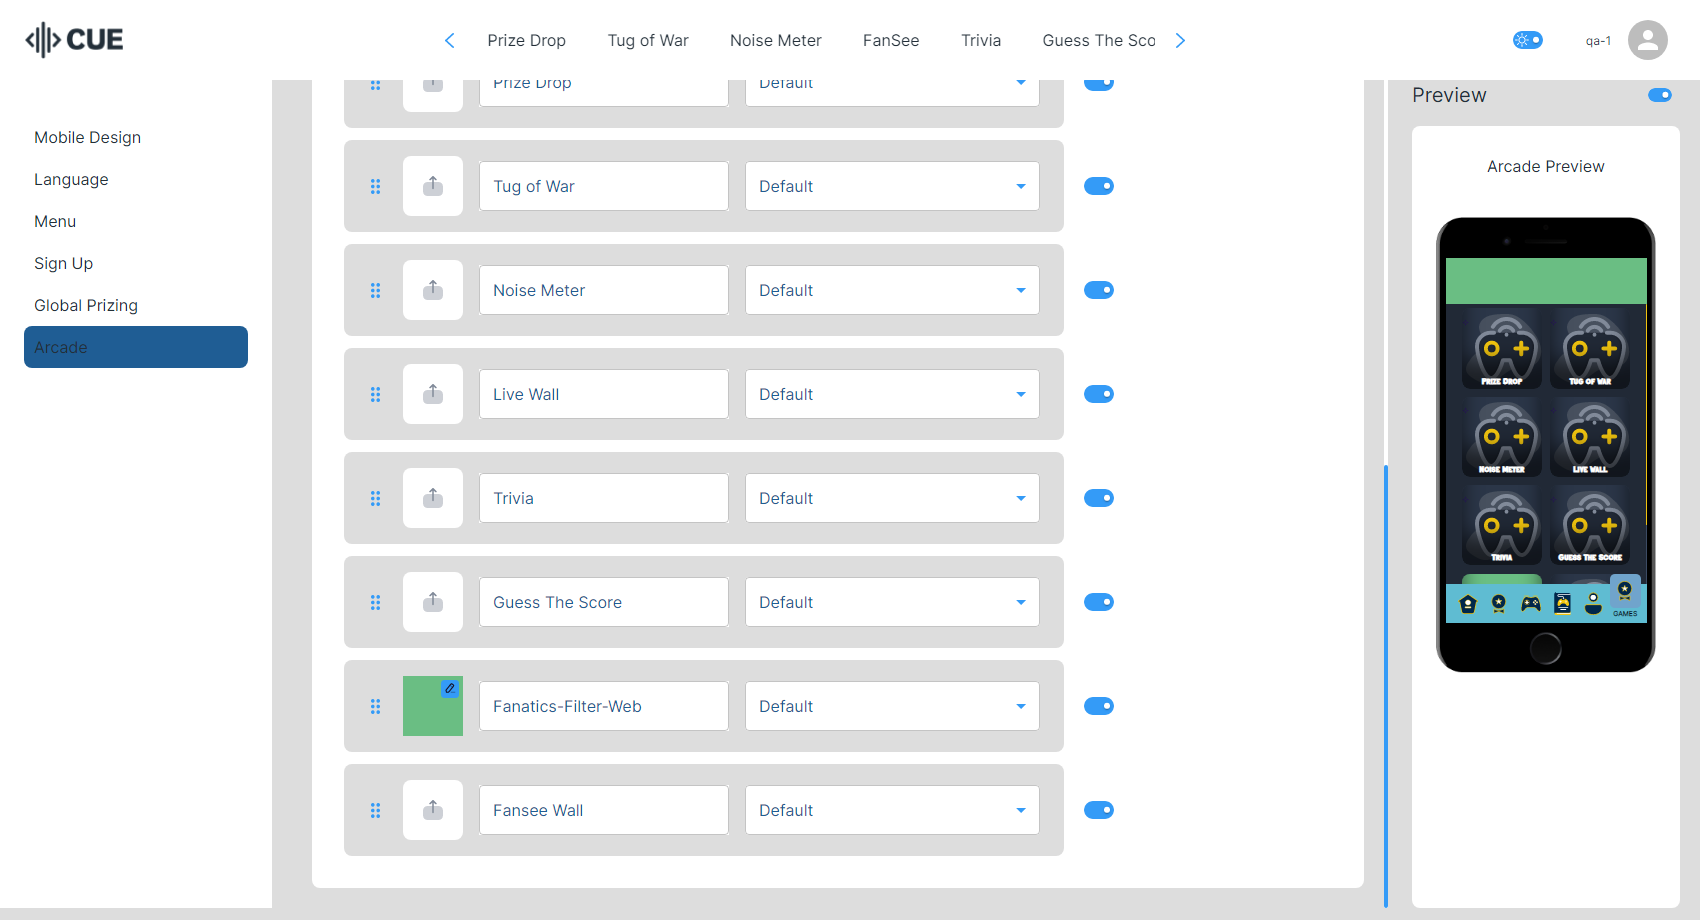 CUE
Prize Drop Tug of War Noise Meter FanSee Trivia Guess The Sco
qa-1
Mobile Design
Language
Menu
Sign Up
Global Prizing
Arcade
Prize Drop Default
Tug of War Default
Noise Meter Default
Live Wall Default
Trivia Default
Guess The Score Default
Fanatics-Filter-Web Default
Fansee Wall Default
Preview
Arcade Preview
Prize Drop Tug of War
Noise Meter Live Wall
Trivia Guess The Score
GAMES